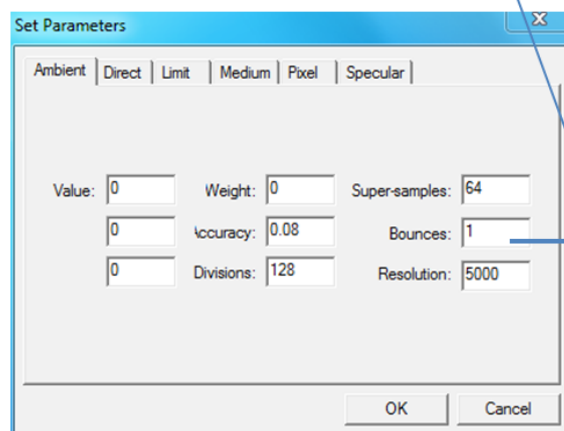 Set Parameters
x
Ambient Direct Limit Medium Pixel Specular
Value: 0 Weight: 0 Super-samples: 64
0 Accuracy: 0.08 Bounces: 1
0 Divisions: 128 Resolution: 5000
OK Cancel